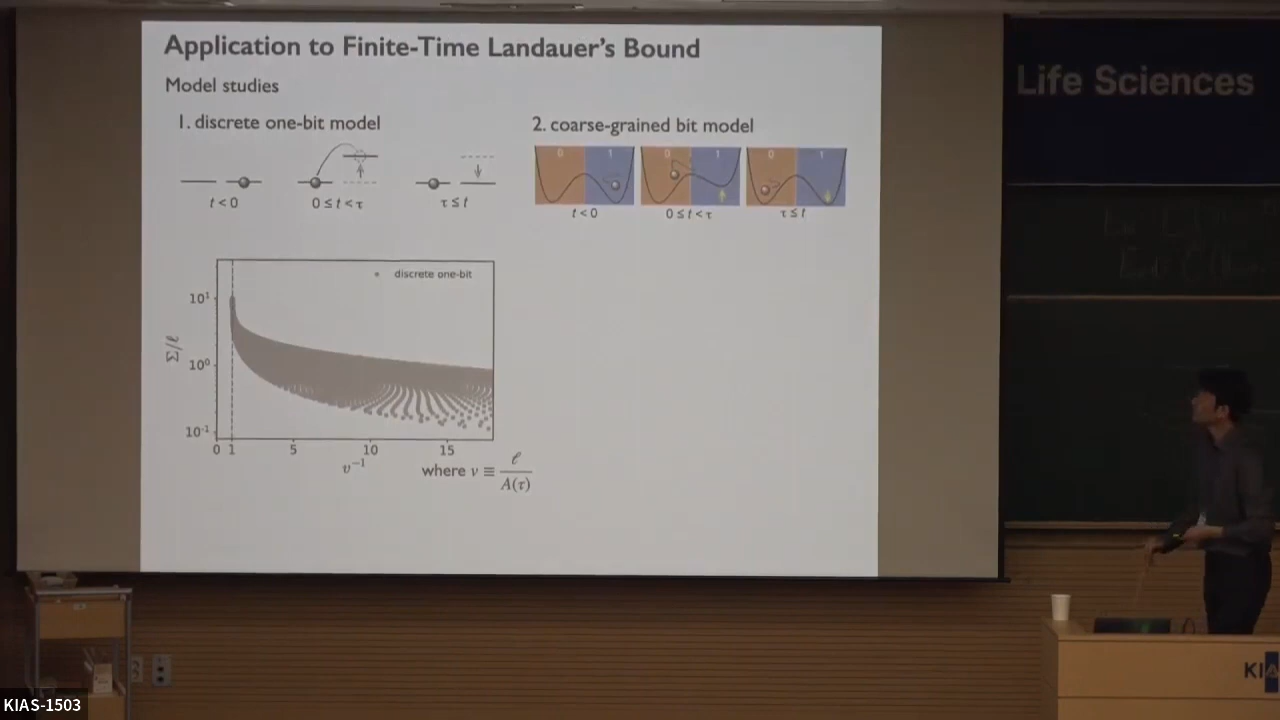 Application to Finite-Time Landauer's Bound
Model studies
1. discrete one-bit model
2. coarse-grained bit model
t < 0
0 ≤ t < τ
τ ≤ t
0 1
0 1
0 1
t < 0
0 ≤ t < τ
τ ≤ t
discrete one-bit
10¹
10⁰
10⁻¹
Σ/ℓ
0 1 5 10 15
v⁻¹
where v ≡ ℓ / A(τ)
Life Sciences
KIAS-1503